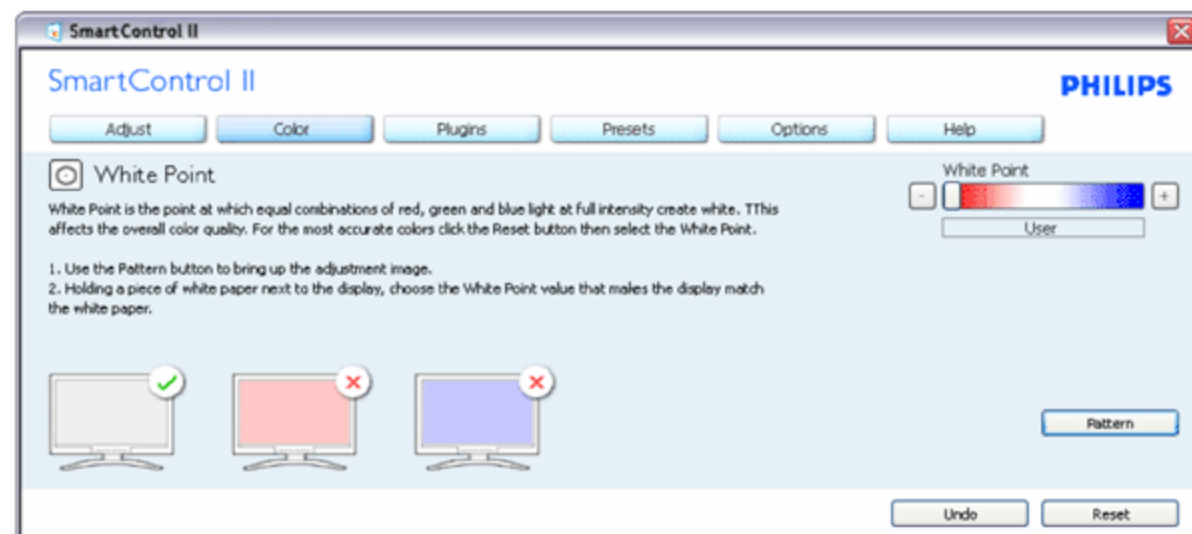 SmartControl II
SmartControl II
PHILIPS
Adjust Color Plugins Presets Options Help
White Point
White Point is the point at which equal combinations of red, green and blue light at full intensity create white. TThis
affects the overall color quality. For the most accurate colors click the Reset button then select the White Point.
1. Use the Pattern button to bring up the adjustment image.
2. Holding a piece of white paper next to the display, choose the White Point value that makes the display match
the white paper.
White Point
- +
User
Pattern
Undo Reset